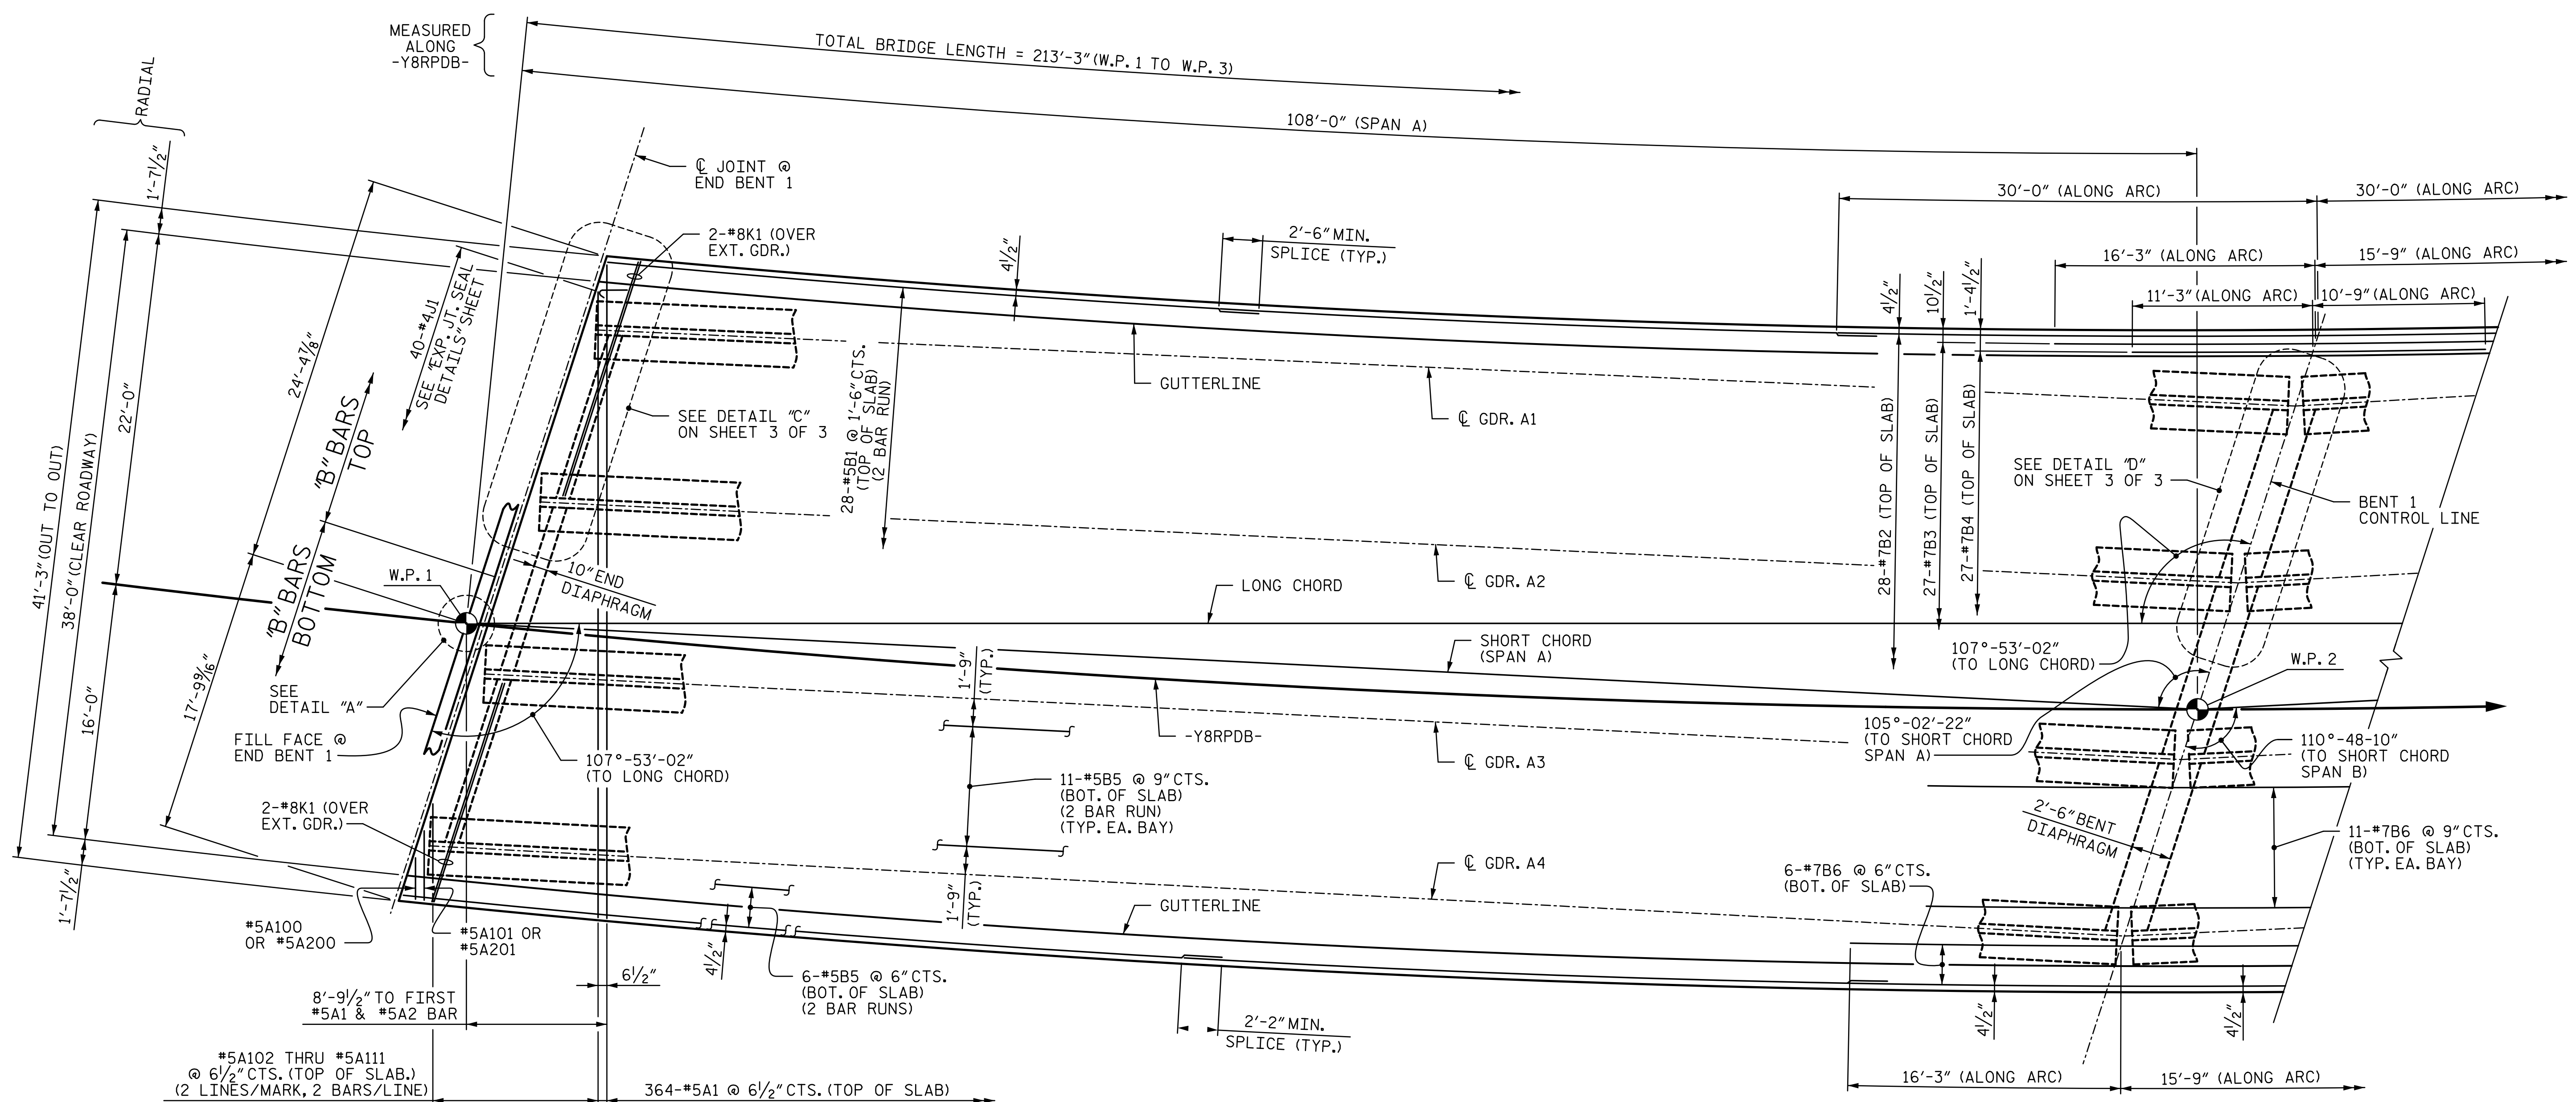 MEASURED
ALONG
-Y8RPDB-
TOTAL BRIDGE LENGTH = 213'-3" (W.P. 1 TO W.P. 3)
108'-0" (SPAN A)
RADIAL
1'-7½"
22'-0"
16'-0"
1'-7½"
41'-3" (OUT TO OUT)
38'-0" (CLEAR ROADWAY)
24'-4⅞"
17'-9⁹⁄₁₆"
40-#4J1
SEE "EXP. JT. SEAL
DETAILS" SHEET
"B" BARS
TOP
"B" BARS
BOTTOM
℄ JOINT @
END BENT 1
2-#8K1 (OVER
EXT. GDR.)
4½"
2'-6" MIN.
SPLICE (TYP.)
30'-0" (ALONG ARC)
30'-0" (ALONG ARC)
16'-3" (ALONG ARC)
15'-9" (ALONG ARC)
11'-3" (ALONG ARC)
10'-9" (ALONG ARC)
4½"
10½"
1'-4½"
GUTTERLINE
℄ GDR. A1
SEE DETAIL "C"
ON SHEET 3 OF 3
28-#5B1 @ 1'-6" CTS.
(TOP OF SLAB)
(2 BAR RUN)
28-#7B2 (TOP OF SLAB)
27-#7B3 (TOP OF SLAB)
27-#7B4 (TOP OF SLAB)
SEE DETAIL "D"
ON SHEET 3 OF 3
BENT 1
CONTROL LINE
W.P. 1
10" END
DIAPHRAGM
LONG CHORD
℄ GDR. A2
SHORT CHORD
(SPAN A)
107°-53'-02"
(TO LONG CHORD)
W.P. 2
SEE
DETAIL "A"
FILL FACE @
END BENT 1
107°-53'-02"
(TO LONG CHORD)
1'-9"
(TYP.)
-Y8RPDB-
℄ GDR. A3
105°-02'-22"
(TO SHORT CHORD
SPAN A)
110°-48-10"
(TO SHORT CHORD
SPAN B)
11-#5B5 @ 9" CTS.
(BOT. OF SLAB)
(2 BAR RUN)
(TYP. EA. BAY)
2'-6" BENT
DIAPHRAGM
11-#7B6 @ 9" CTS.
(BOT. OF SLAB)
(TYP. EA. BAY)
2-#8K1 (OVER
EXT. GDR.)
℄ GDR. A4
6-#7B6 @ 6" CTS.
(BOT. OF SLAB)
1'-9"
(TYP.)
GUTTERLINE
#5A100
OR #5A200
#5A101 OR
#5A201
6½"
4½"
6-#5B5 @ 6" CTS.
(BOT. OF SLAB)
(2 BAR RUNS)
8'-9½" TO FIRST
#5A1 & #5A2 BAR
2'-2" MIN.
SPLICE (TYP.)
4½"
4½"
#5A102 THRU #5A111
@ 6½" CTS. (TOP OF SLAB.)
(2 LINES/MARK, 2 BARS/LINE)
364-#5A1 @ 6½" CTS. (TOP OF SLAB)
16'-3" (ALONG ARC)
15'-9" (ALONG ARC)